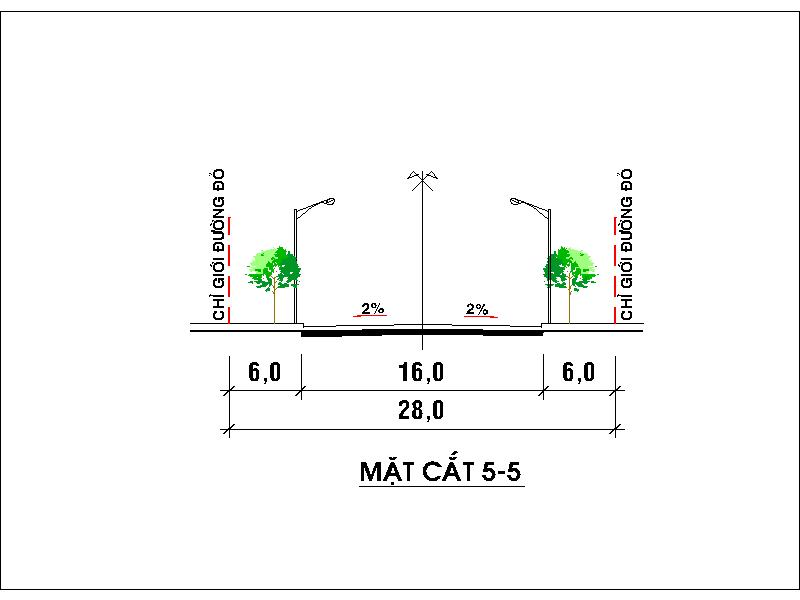 CHỈ GIỚI ĐƯỜNG ĐỎ
CHỈ GIỚI ĐƯỜNG ĐỎ
2%
2%
6,0
16,0
6,0
28,0
MẶT CẮT 5-5